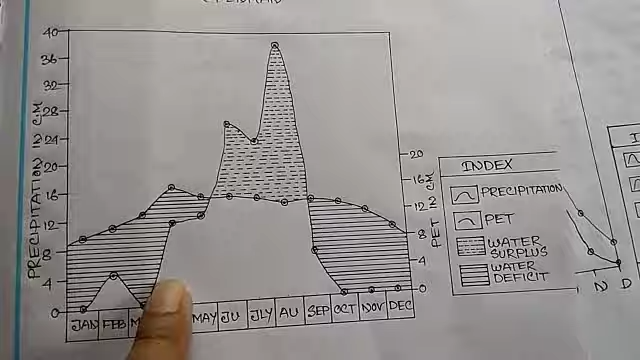 PRECIPITATION IN C.M
40
36
32
28
24
20
16
12
8
4
0
JAN FEB MAY JU JLY AU SEP OCT NOV DEC
20
16
12
8
4
0
PET CM
INDEX
PRECIPITATION
PET
WATER
SURPLUS
WATER
DEFICIT
N D